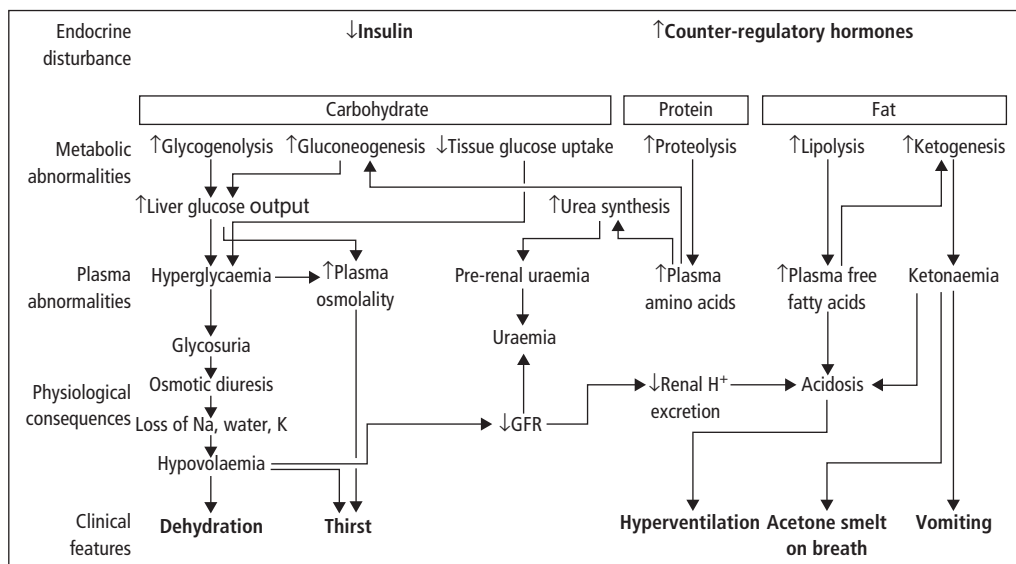 Endocrine
disturbance
↓Insulin
↑Counter-regulatory hormones
Carbohydrate
Protein
Fat
Metabolic
abnormalities
↑Glycogenolysis
↑Gluconeogenesis
↓Tissue glucose uptake
↑Proteolysis
↑Lipolysis
↑Ketogenesis
↑Liver glucose output
↑Urea synthesis
Plasma
abnormalities
Hyperglycaemia
↑Plasma
osmolality
Pre-renal uraemia
↑Plasma
amino acids
↑Plasma free
fatty acids
Ketonaemia
Uraemia
Glycosuria
Physiological
consequences
Osmotic diuresis
Loss of Na, water, K
Hypovolaemia
↓GFR
↓Renal H⁺
excretion
Acidosis
Clinical
features
Dehydration
Thirst
Hyperventilation
Acetone smelt
on breath
Vomiting